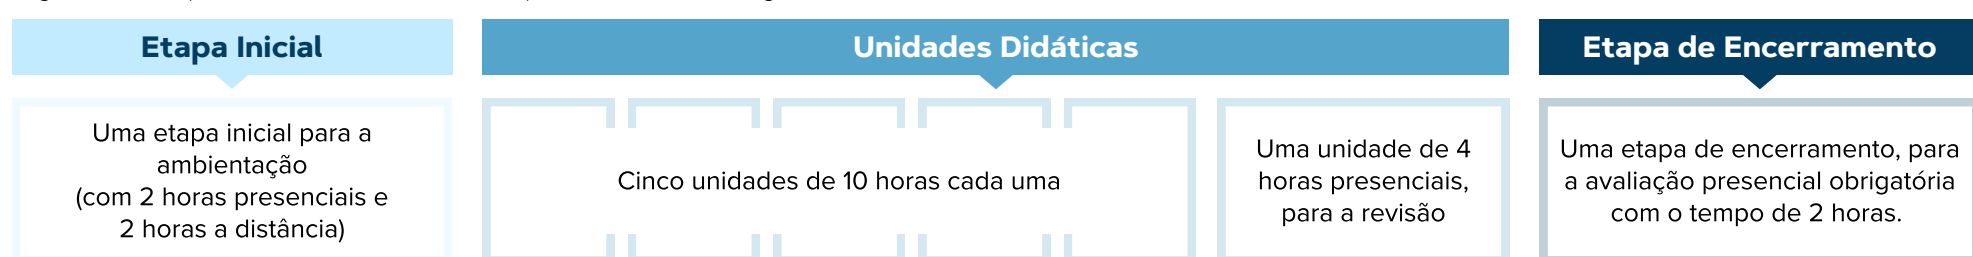 Etapa Inicial
Uma etapa inicial para a
ambientação
(com 2 horas presenciais e
2 horas a distância)
Unidades Didáticas
Cinco unidades de 10 horas cada uma
Uma unidade de 4
horas presenciais,
para a revisão
Etapa de Encerramento
Uma etapa de encerramento, para
a avaliação presencial obrigatória
com o tempo de 2 horas.